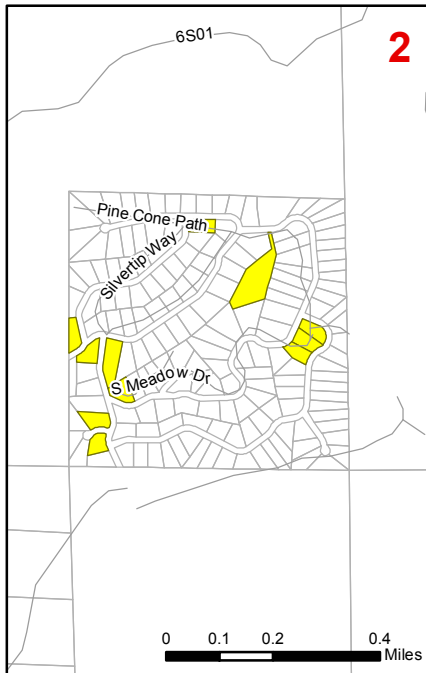 6S01
2
Pine Cone Path
Silvertip Way
S Meadow Dr
0 0.1 0.2 0.4
Miles